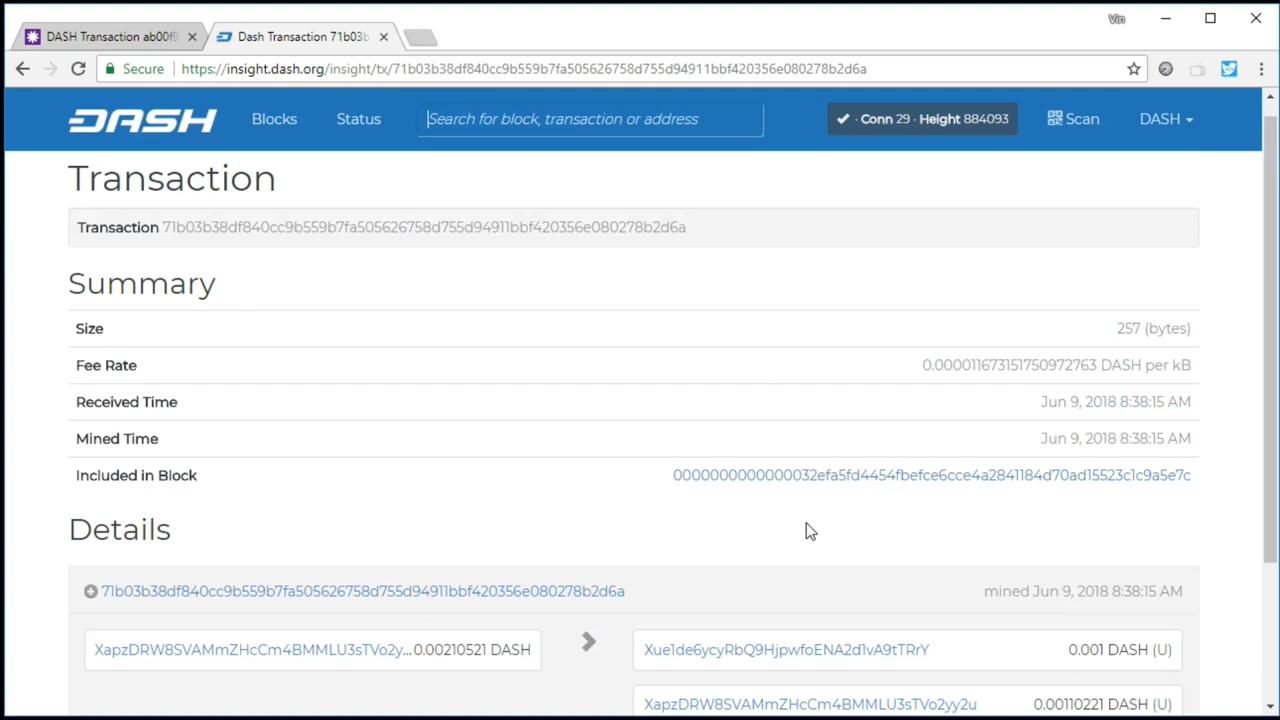 Vin
DASH Transaction ab00f9
Dash Transaction 71b03b
Secure https://insight.dash.org/insight/tx/71b03b38df840cc9b559b7fa505626758d755d94911bbf420356e080278b2d6a
DASH Blocks Status Search for block, transaction or address ✔ · Conn 29 · Height 884093 Scan DASH
Transaction
Transaction 71b03b38df840cc9b559b7fa505626758d755d94911bbf420356e080278b2d6a
Summary
Size 257 (bytes)
Fee Rate 0.000011673151750972763 DASH per kB
Received Time Jun 9, 2018 8:38:15 AM
Mined Time Jun 9, 2018 8:38:15 AM
Included in Block 0000000000000032efa5fd4454fbefce6cce4a2841184d70ad15523c1c9a5e7c
Details
71b03b38df840cc9b559b7fa505626758d755d94911bbf420356e080278b2d6a mined Jun 9, 2018 8:38:15 AM
XapzDRW8SVAMmZHcCm4BMMLU3sTVo2y... 0.00210521 DASH Xue1de6ycyRbQ9HjpwfoENA2d1vA9tTRrY 0.001 DASH (U)
XapzDRW8SVAMmZHcCm4BMMLU3sTVo2yy2u 0.00110221 DASH (U)